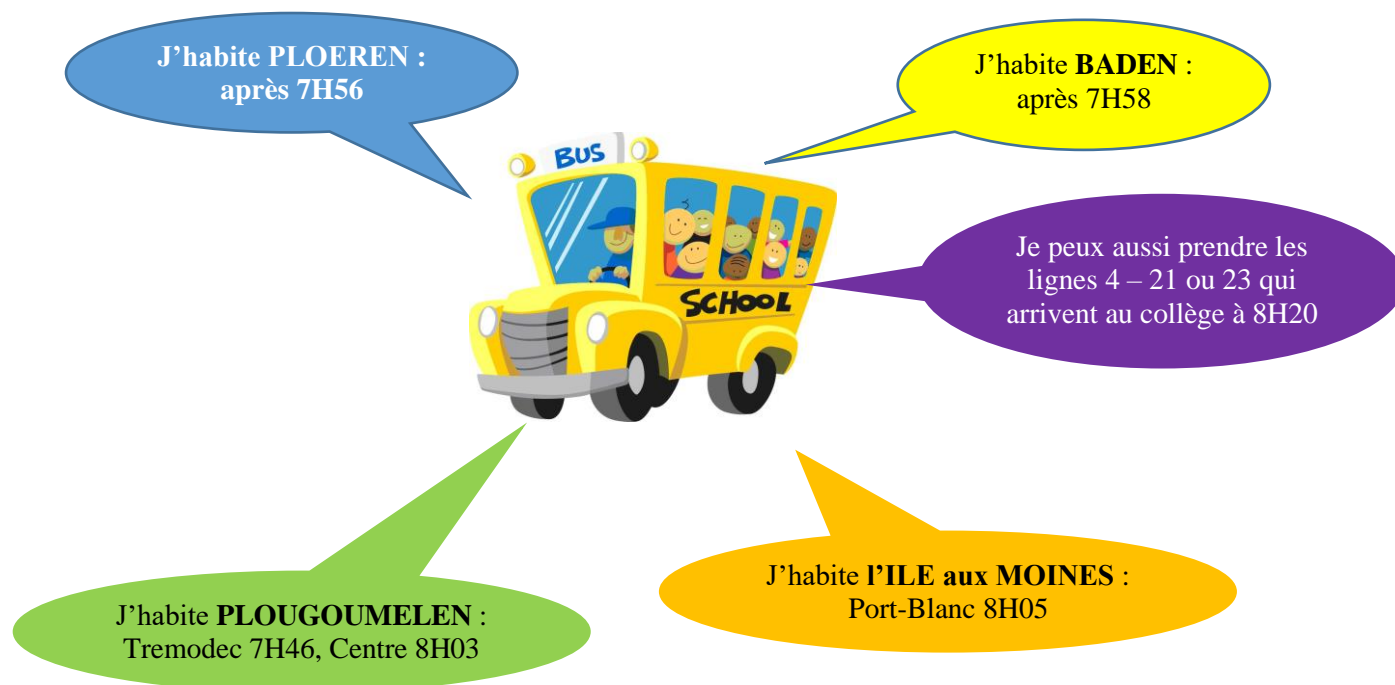 J’habite PLOEREN :
après 7H56
J’habite BADEN :
après 7H58
BUS
SCHOOL
Je peux aussi prendre les
lignes 4 – 21 ou 23 qui
arrivent au collège à 8H20
J’habite PLOUGOUMELEN :
Tremodec 7H46, Centre 8H03
J’habite l’ILE aux MOINES :
Port-Blanc 8H05